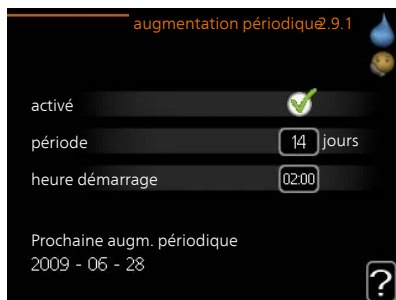 augmentation périodique2.9.1
activé
période 14 jours
heure démarrage 02:00
Prochaine augm. périodique
2009 - 06 - 28
?